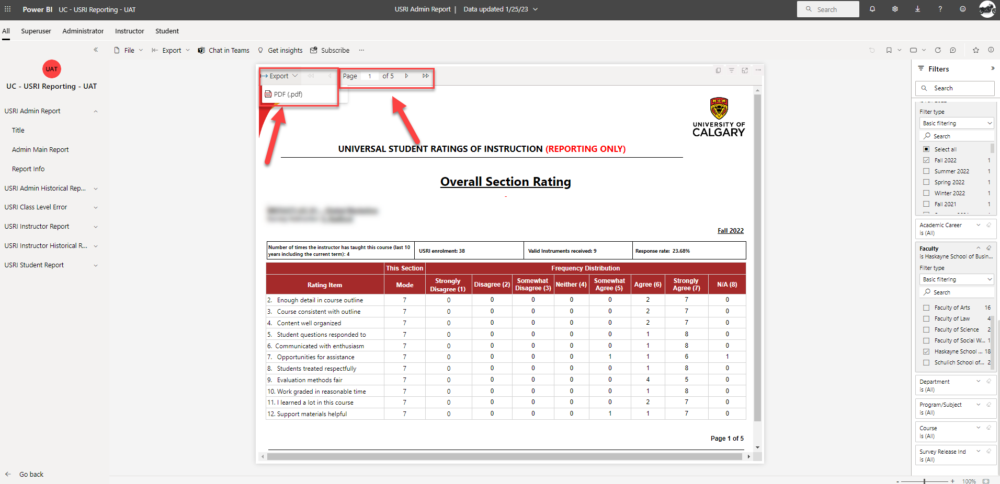 Power BI UC - USRI Reporting - UAT
USRI Admin Report | Data updated 1/25/23
Search
All Superuser Administrator Instructor Student
File Export Chat in Teams Get insights Subscribe ...
UAT
UC - USRI Reporting - UAT
USRI Admin Report
Title
Admin Main Report
Report Info
USRI Admin Historical Rep...
USRI Class Level Error
USRI Instructor Report
USRI Instructor Historical R...
USRI Student Report
Go back
Export Page 1 of 5
PDF (.pdf)
UNIVERSITY OF
CALGARY
UNIVERSAL STUDENT RATINGS OF INSTRUCTION (REPORTING ONLY)
Overall Section Rating
-
Fall 2022
Number of times the instructor has taught this course (last 10
years including the current term): 4
USRI enrolment: 38
Valid Instruments received: 9
Response rate: 23.68%
This Section Frequency Distribution
Rating Item Mode Strongly Disagree (1) Disagree (2) Somewhat Disagree (3) Neither (4) Somewhat Agree (5) Agree (6) Strongly Agree (7) N/A (8)
2. Enough detail in course outline 7 0 0 0 0 0 2 7 0
3. Course consistent with outline 7 0 0 0 0 0 2 7 0
4. Content well organized 7 0 0 0 0 0 2 7 0
5. Student questions responded to 7 0 0 0 0 0 1 8 0
6. Communicated with enthusiasm 7 0 0 0 0 0 1 8 0
7. Opportunities for assistance 7 0 0 0 0 1 1 6 1
8. Students treated respectfully 7 0 0 0 0 0 1 8 0
9. Evaluation methods fair 7 0 0 0 0 0 4 5 0
10. Work graded in reasonable time 7 0 0 0 0 0 1 8 0
11. I learned a lot in this course 7 0 0 0 0 0 2 7 0
12. Support materials helpful 7 0 0 0 0 1 1 7 0
Page 1 of 5
Filters
Search
Filter type
Basic filtering
Search
Select all
Fall 2022 1
Summer 2022 1
Spring 2022 1
Winter 2022 1
Fall 2021 1
Academic Career
is (All)
Faculty
is Haskayne School of Busin...
Filter type
Basic filtering
Search
Faculty of Arts 16
Faculty of Law 4
Faculty of Science 2
Faculty of Social W... 1
Haskayne School ... 18
Schulich School of... 2
Department
is (All)
Program/Subject
is (All)
Course
is (All)
Survey Release Ind
is (All)
- + 100%